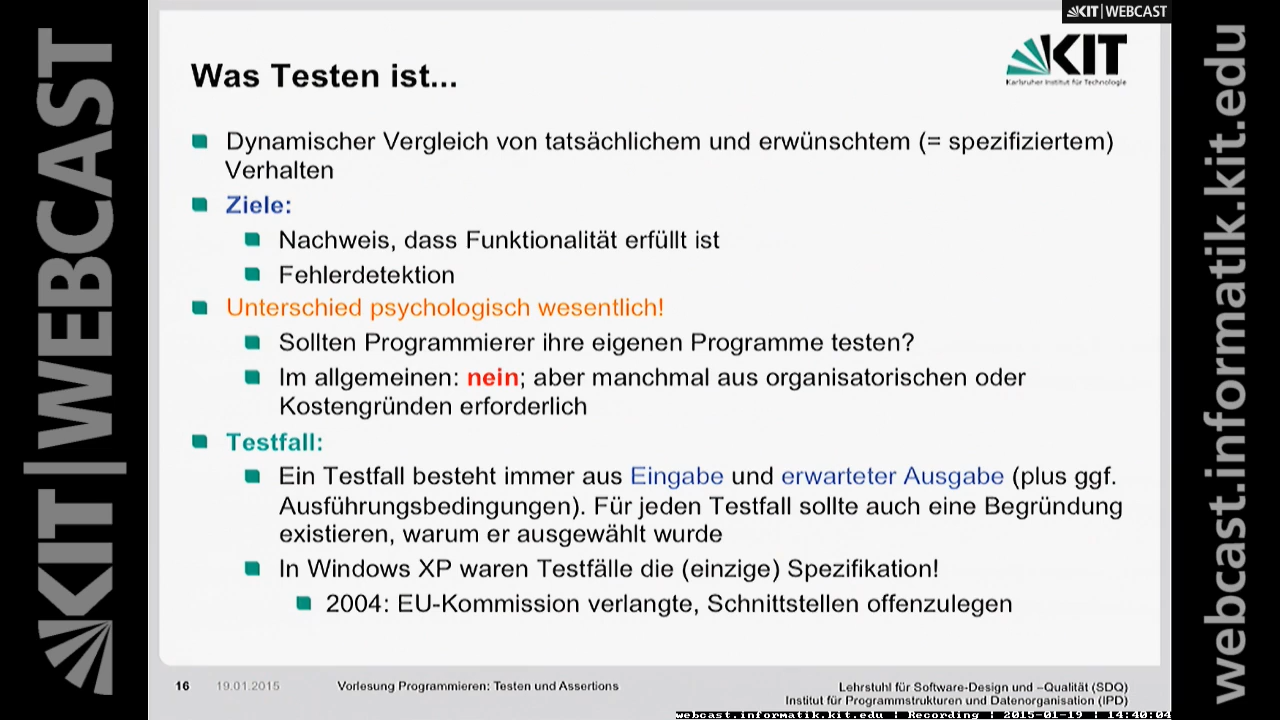 KIT|WEBCAST
KIT|WEBCAST
webcast.informatik.kit.edu
KIT
Karlsruher Institut für Technologie
Was Testen ist...
Dynamischer Vergleich von tatsächlichem und erwünschtem (= spezifiziertem)
Verhalten
Ziele:
Nachweis, dass Funktionalität erfüllt ist
Fehlerdetektion
Unterschied psychologisch wesentlich!
Sollten Programmierer ihre eigenen Programme testen?
Im allgemeinen: nein; aber manchmal aus organisatorischen oder
Kostengründen erforderlich
Testfall:
Ein Testfall besteht immer aus Eingabe und erwarteter Ausgabe (plus ggf.
Ausführungsbedingungen). Für jeden Testfall sollte auch eine Begründung
existieren, warum er ausgewählt wurde
In Windows XP waren Testfälle die (einzige) Spezifikation!
2004: EU-Kommission verlangte, Schnittstellen offenzulegen
16 19.01.2015 Vorlesung Programmieren: Testen und Assertions
Lehrstuhl für Software-Design und –Qualität (SDQ)
Institut für Programmstrukturen und Datenorganisation (IPD)
webcast.informatik.kit.edu | Recording | 2015-01-19 | 14:40:04